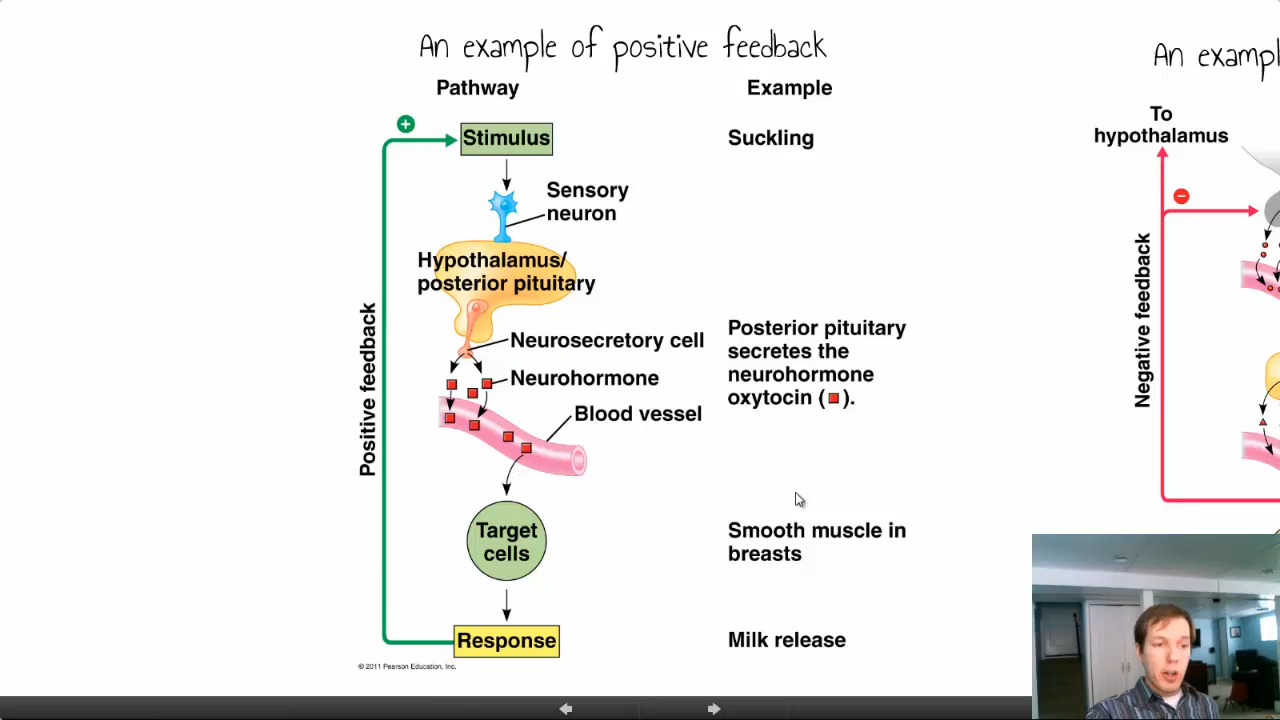 An example of positive feedback
Pathway
Example
+
Stimulus
Suckling
Sensory
neuron
Hypothalamus/
posterior pituitary
Neurosecretory cell
Neurohormone
Blood vessel
Posterior pituitary
secretes the
neurohormone
oxytocin ( ).
Target
cells
Smooth muscle in
breasts
Response
Milk release
Positive feedback
© 2011 Pearson Education, Inc.
An exampl
To
hypothalamus
−
Negative feedback